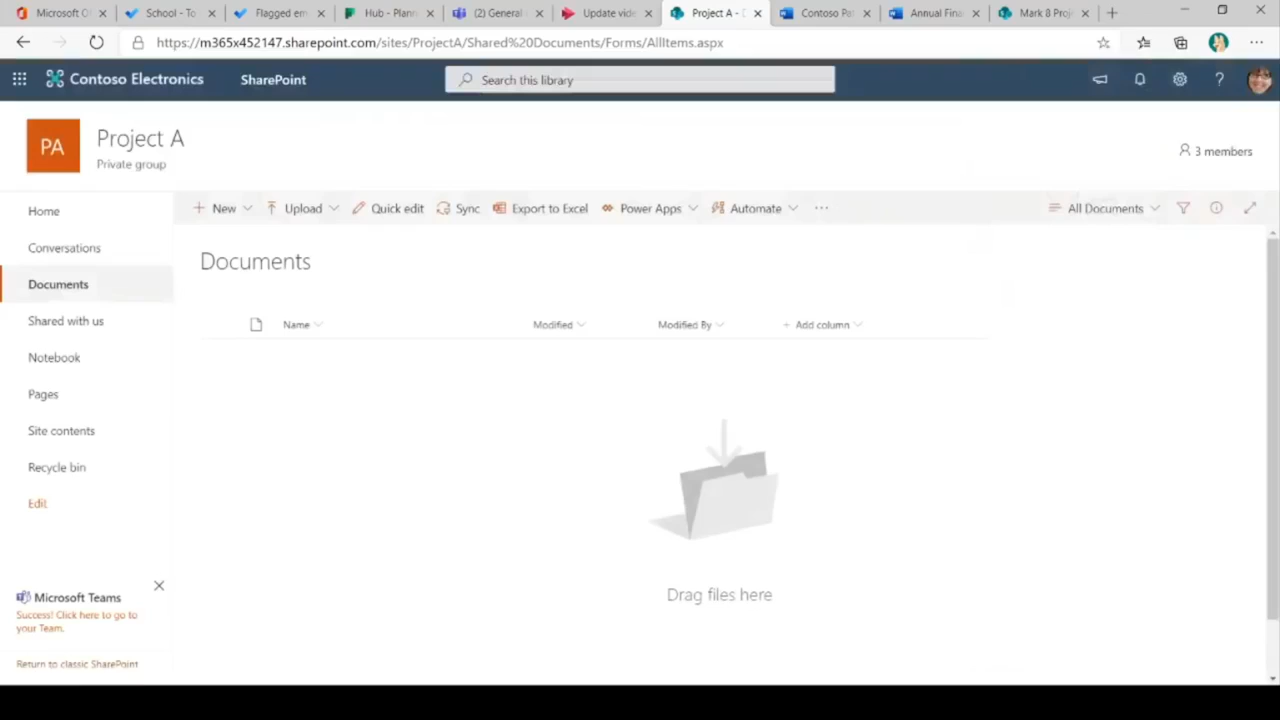 Microsoft O
School - To
Flagged em
Hub - Plann
(2) General
Update vide
Project A - D
Contoso Pa
Annual Fina
Mark 8 Proj
https://m365x452147.sharepoint.com/sites/ProjectA/Shared%20Documents/Forms/AllItems.aspx
Contoso Electronics
SharePoint
Search this library
?
PA
Project A
Private group
3 members
Home
Conversations
Documents
Shared with us
Notebook
Pages
Site contents
Recycle bin
Edit
+ New
Upload
Quick edit
Sync
Export to Excel
Power Apps
Automate
...
All Documents
Documents
Name
Modified
Modified By
+ Add column
Drag files here
Microsoft Teams
Success! Click here to go to
your Team.
Return to classic SharePoint